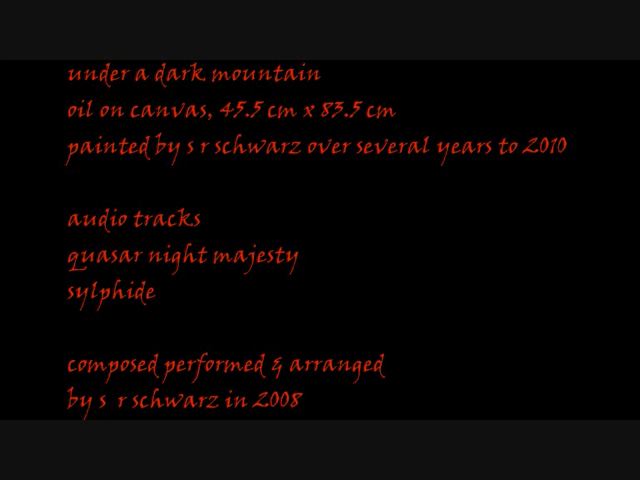 under a dark mountain
oil on canvas, 45.5 cm x 83.5 cm
painted by s r schwarz over several years to 2010
audio tracks
quasar night majesty
sylphide
composed performed & arranged
by s r schwarz in 2008